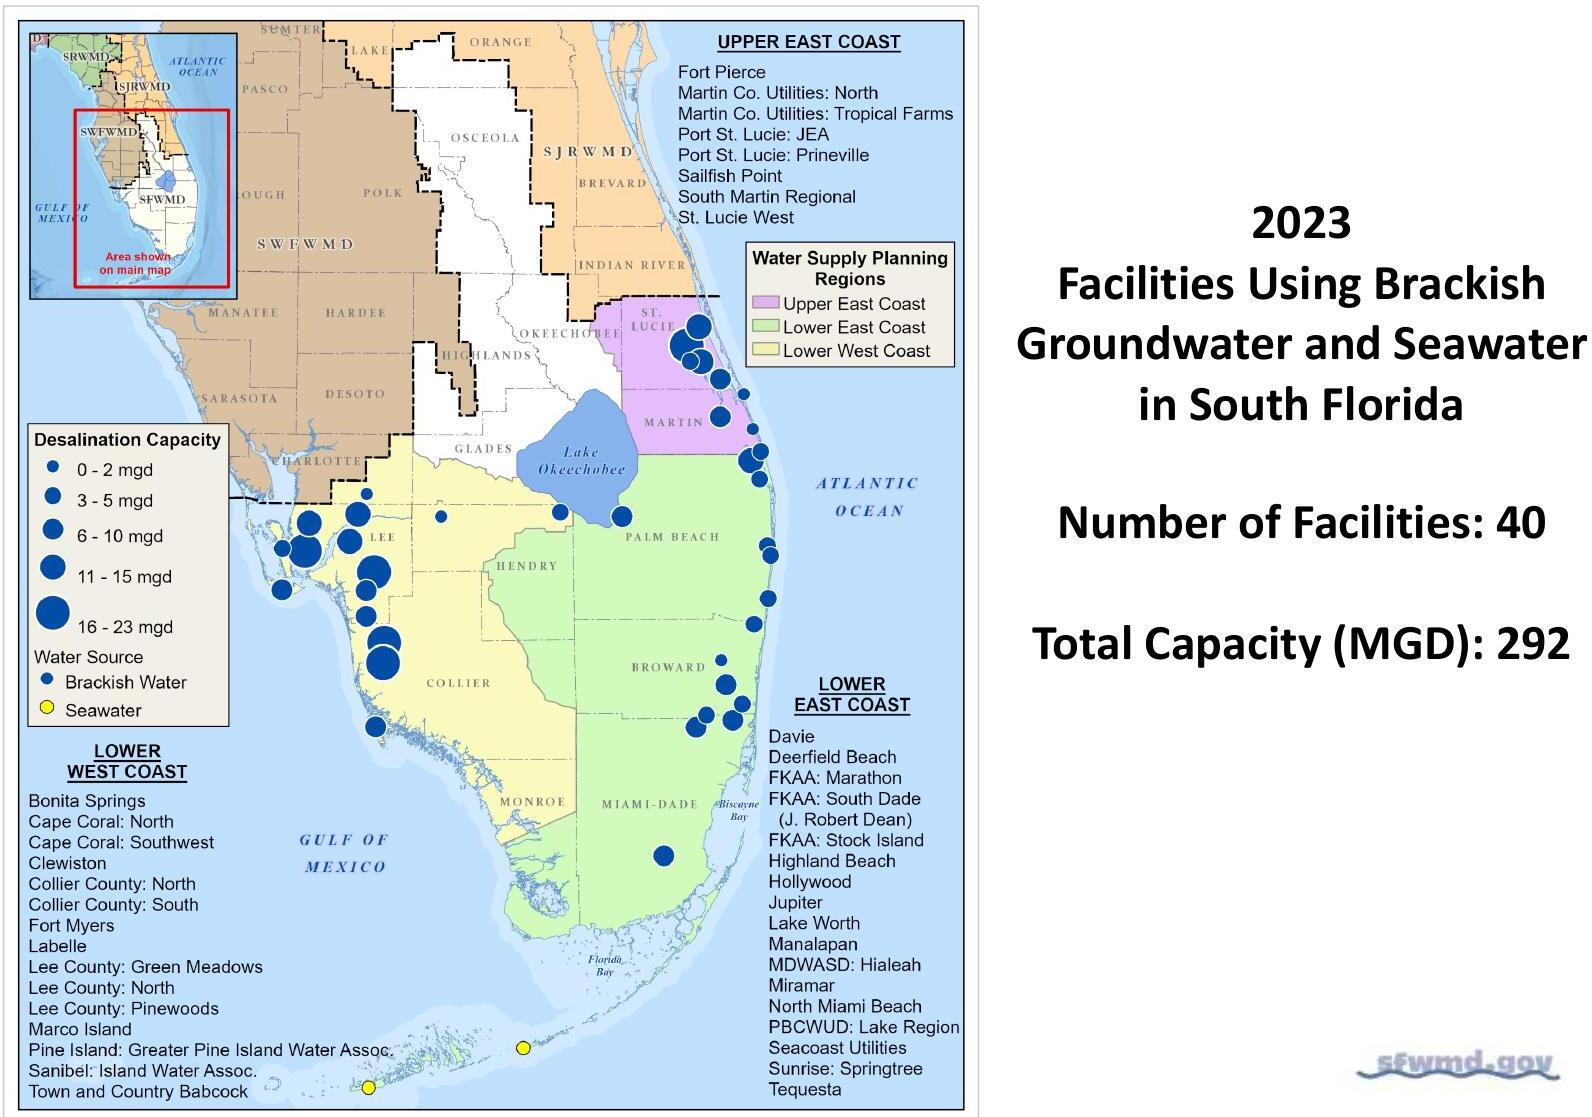 SUMTER
LAKE
ORANGE
PASCO
OSCEOLA
SJRWMD
BREVARD
ROUGH
POLK
SWFWMD
INDIAN RIVER
MANATEE
HARDEE
OKEECHOBEE
ST.
LUCIE
HIGHLANDS
SARASOTA
DESOTO
MARTIN
GLADES
CHARLOTTE
Lake
Okeechobee
ATLANTIC
OCEAN
LEE
HENDRY
PALM BEACH
COLLIER
BROWARD
MONROE
MIAMI-DADE
Biscayne
Bay
GULF OF
MEXICO
Florida
Bay
D
SRWMD
ATLANTIC
OCEAN
SJRWMD
SWFWMD
SFWMD
GULF OF
MEXICO
Area shown
on main map
UPPER EAST COAST
Fort Pierce
Martin Co. Utilities: North
Martin Co. Utilities: Tropical Farms
Port St. Lucie: JEA
Port St. Lucie: Prineville
Sailfish Point
South Martin Regional
St. Lucie West
Water Supply Planning
Regions
Upper East Coast
Lower East Coast
Lower West Coast
Desalination Capacity
0 - 2 mgd
3 - 5 mgd
6 - 10 mgd
11 - 15 mgd
16 - 23 mgd
Water Source
Brackish Water
Seawater
LOWER
WEST COAST
Bonita Springs
Cape Coral: North
Cape Coral: Southwest
Clewiston
Collier County: North
Collier County: South
Fort Myers
Labelle
Lee County: Green Meadows
Lee County: North
Lee County: Pinewoods
Marco Island
Pine Island: Greater Pine Island Water Assoc.
Sanibel: Island Water Assoc.
Town and Country Babcock
LOWER
EAST COAST
Davie
Deerfield Beach
FKAA: Marathon
FKAA: South Dade
(J. Robert Dean)
FKAA: Stock Island
Highland Beach
Hollywood
Jupiter
Lake Worth
Manalapan
MDWASD: Hialeah
Miramar
North Miami Beach
PBCWUD: Lake Region
Seacoast Utilities
Sunrise: Springtree
Tequesta
2023
Facilities Using Brackish
Groundwater and Seawater
in South Florida
Number of Facilities: 40
Total Capacity (MGD): 292
sfwmd.gov